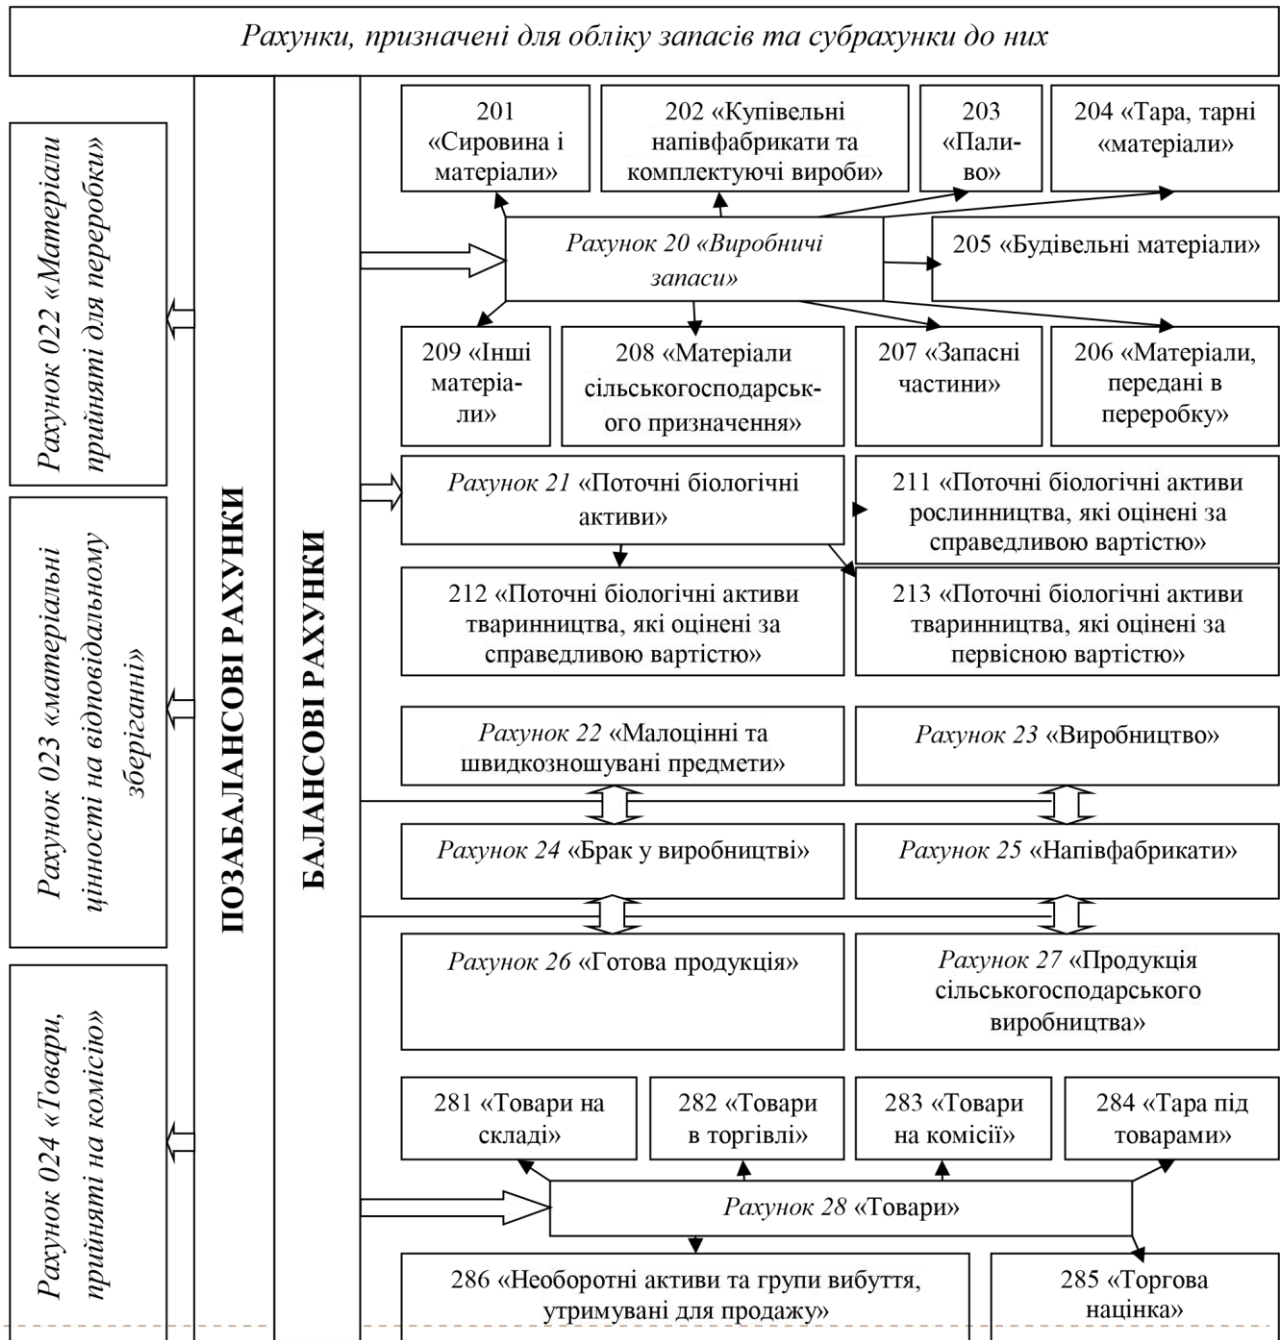 Рахунки, призначені для обліку запасів та субрахунки до них
Рахунок 022 «Матеріали
прийняті для переробки»
Рахунок 023 «матеріальні
цінності на відповідальному
зберіганні»
Рахунок 024 «Товари,
прийняті на комісію»
ПОЗАБАЛАНСОВІ РАХУНКИ
БАЛАНСОВІ РАХУНКИ
201
«Сировина і
матеріали»
202 «Купівельні
напівфабрикати та
комплектуючі вироби»
203
«Пали-
во»
204 «Тара, тарні
«матеріали»
Рахунок 20 «Виробничі
запаси»
205 «Будівельні матеріали»
209 «Інші
матеріа-
ли»
208 «Матеріали
сільськогосподарсь-
ого призначення»
207 «Запасні
частини»
206 «Матеріали,
передані в
переробку»
Рахунок 21 «Поточні біологічні
активи»
211 «Поточні біологічні активи
рослинництва, які оцінені за
справедливою вартістю»
212 «Поточні біологічні активи
тваринництва, які оцінені за
справедливою вартістю»
213 «Поточні біологічні активи
тваринництва, які оцінені за
первісною вартістю»
Рахунок 22 «Малоцінні та
швидкозношувані предмети»
Рахунок 23 «Виробництво»
Рахунок 24 «Брак у виробництві»
Рахунок 25 «Напівфабрикати»
Рахунок 26 «Готова продукція»
Рахунок 27 «Продукція
сільськогосподарського
виробництва»
281 «Товари на
складі»
282 «Товари
в торгівлі»
283 «Товари
на комісії»
284 «Тара під
товарами»
Рахунок 28 «Товари»
286 «Необоротні активи та групи вибуття,
утримувані для продажу»
285 «Торгова
націнка»